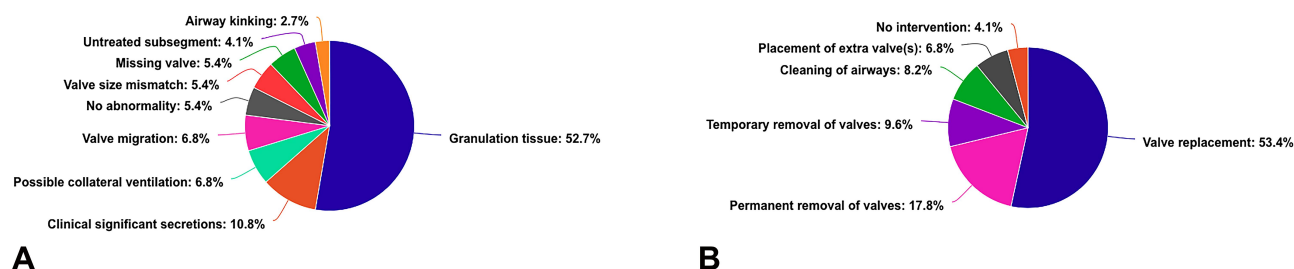 Airway kinking: 2.7%
Untreated subsegment: 4.1%
Missing valve: 5.4%
Valve size mismatch: 5.4%
No abnormality: 5.4%
Valve migration: 6.8%
Possible collateral ventilation: 6.8%
Clinical significant secretions: 10.8%
Granulation tissue: 52.7%
A
No intervention: 4.1%
Placement of extra valve(s): 6.8%
Cleaning of airways: 8.2%
Temporary removal of valves: 9.6%
Permanent removal of valves: 17.8%
Valve replacement: 53.4%
B